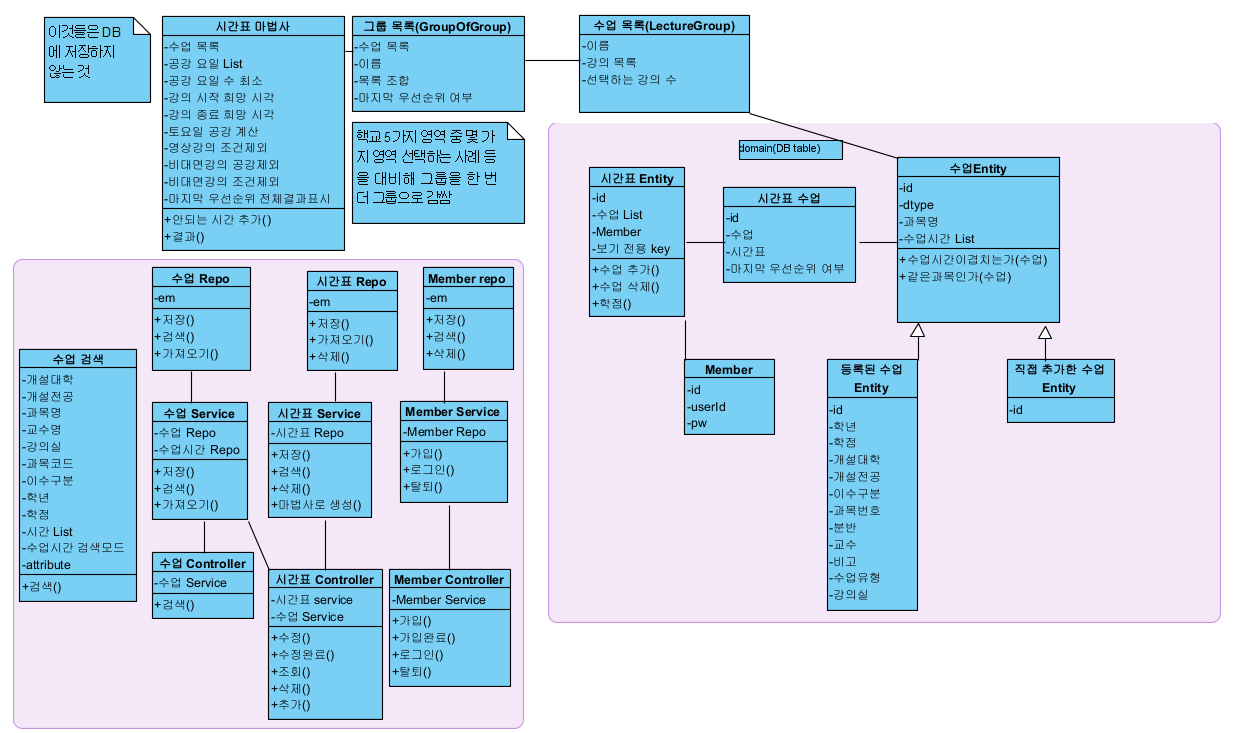 이것들은 DB
에 저장하지
않는 것
시간표 마법사
-수업 목록
-공강 요일 List
-공강 요일 수 최소
-강의 시작 희망 시각
-강의 종료 희망 시각
-토요일 공강 계산
-영상강의 조건제외
-비대면강의 공강제외
-비대면강의 조건제외
-마지막 우선순위 전체결과표시
+안되는 시간 추가()
+결과()
그룹 목록(GroupOfGroup)
-수업 목록
-이름
-목록 조합
-마지막 우선순위 여부
학교 5가지 영역 중 몇 가
지 영역 선택하는 사례 등
을 대비해 그룹을 한 번
더 그룹으로 감쌈
수업 목록(LectureGroup)
-이름
-강의 목록
-선택하는 강의 수
domain(DB table)
시간표 Entity
-id
-수업 List
-Member
-보기 전용 key
+수업 추가()
+수업 삭제()
+학점()
시간표 수업
-id
-수업
-시간표
-마지막 우선순위 여부
수업Entity
-id
-dtype
-과목명
-수업시간 List
+수업시간이겹치는가(수업)
+같은과목인가(수업)
Member
-id
-userId
-pw
등록된 수업
Entity
-id
-학년
-학점
-개설대학
-개설전공
-이수구분
-과목번호
-분반
-교수
-비고
-수업유형
-강의실
직접 추가한 수업
Entity
-id
수업 검색
-개설대학
-개설전공
-과목명
-교수명
-강의실
-과목코드
-이수구분
-학년
-학점
-시간 List
-수업시간 검색모드
-attribute
+검색()
수업 Repo
-em
+저장()
+검색()
+가져오기()
시간표 Repo
-em
+저장()
+가져오기()
+삭제()
Member repo
-em
+저장()
+검색()
+삭제()
수업 Service
-수업 Repo
-수업시간 Repo
+저장()
+검색()
+가져오기()
시간표 Service
-시간표 Repo
+저장()
+검색()
+삭제()
+마법사로 생성()
Member Service
-Member Repo
+가입()
+로그인()
+탈퇴()
수업 Controller
-수업 Service
+검색()
시간표 Controller
-시간표 service
-수업 Service
+수정()
+수정완료()
+조회()
+삭제()
+추가()
Member Controller
-Member Service
+가입()
+가입완료()
+로그인()
+탈퇴()